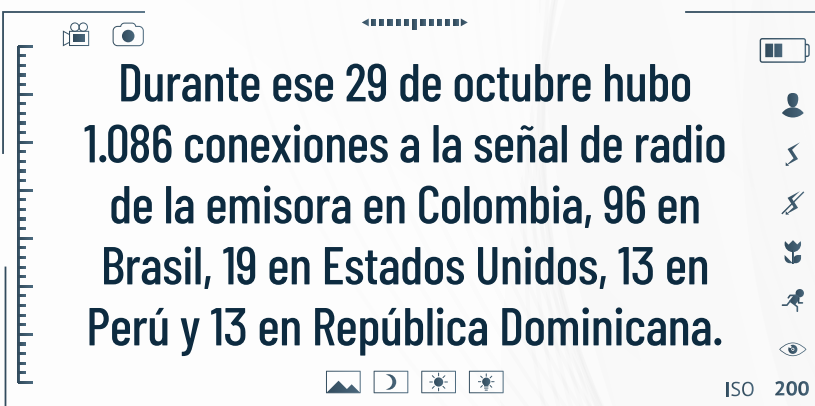 Durante ese 29 de octubre hubo
1.086 conexiones a la señal de radio
de la emisora en Colombia, 96 en
Brasil, 19 en Estados Unidos, 13 en
Perú y 13 en República Dominicana.
ISO 200